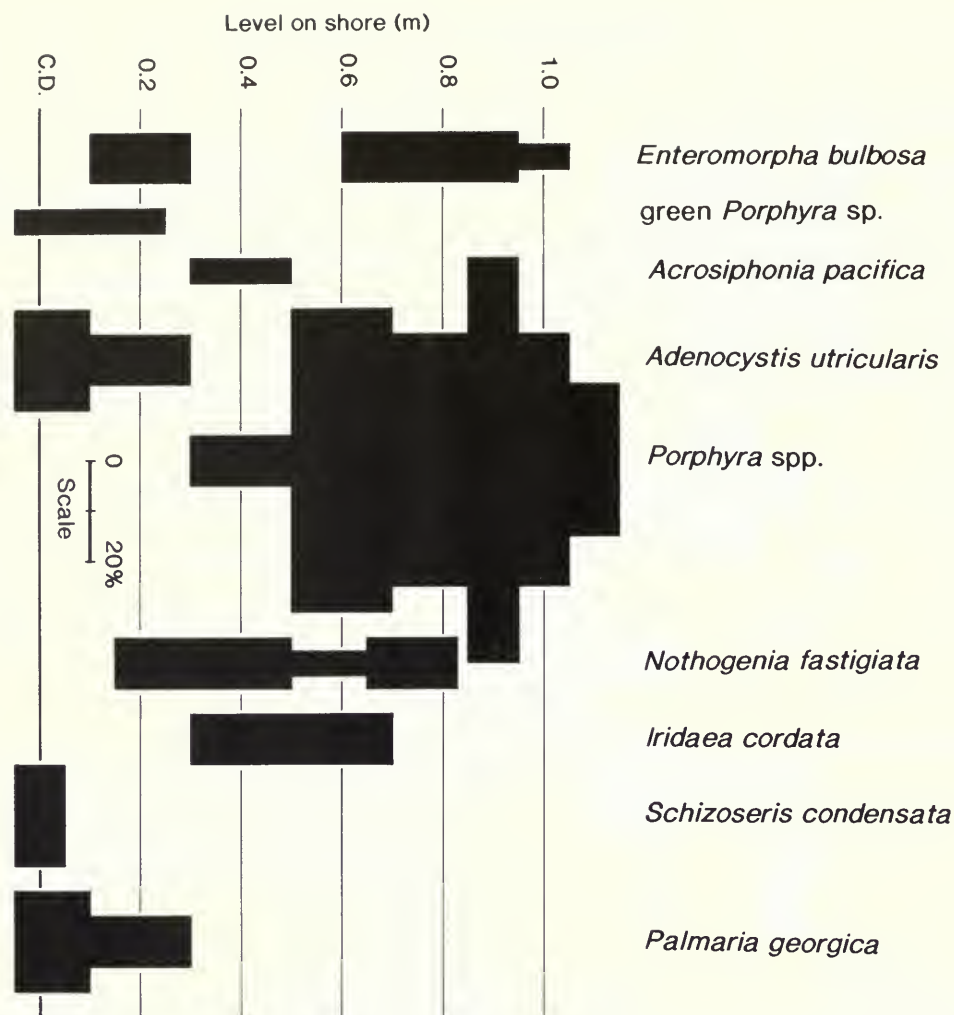 Level on shore (m)
C.D.
0.2
0.4
0.6
0.8
1.0
Enteromorpha bulbosa
green Porphyra sp.
Acrosiphonia pacifica
Adenocystis utricularis
Porphyra spp.
0
20%
Scale
Nothogenia fastigiata
Iridaea cordata
Schizoseris condensata
Palmaria georgica